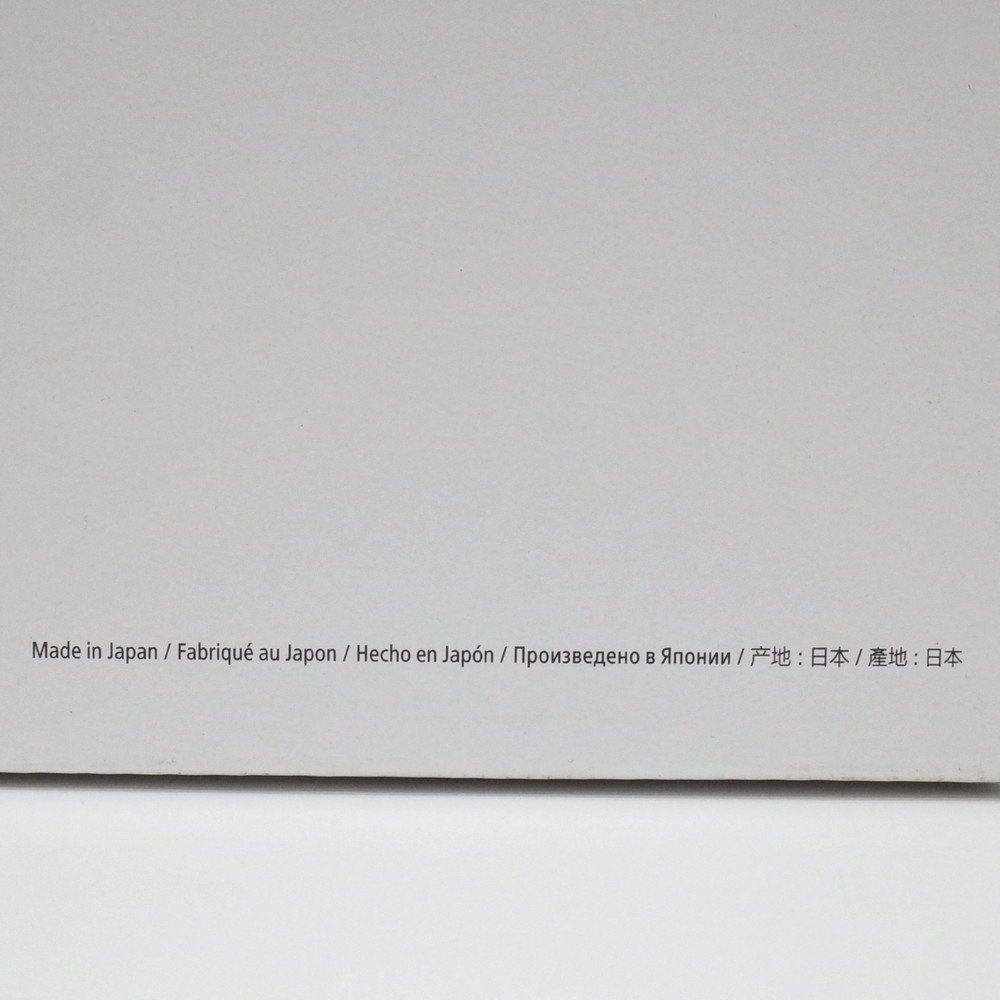 Made in Japan / Fabriqué au Japon / Hecho en Japón / Произведено в Японии / 产地 : 日本 / 產地 : 日本